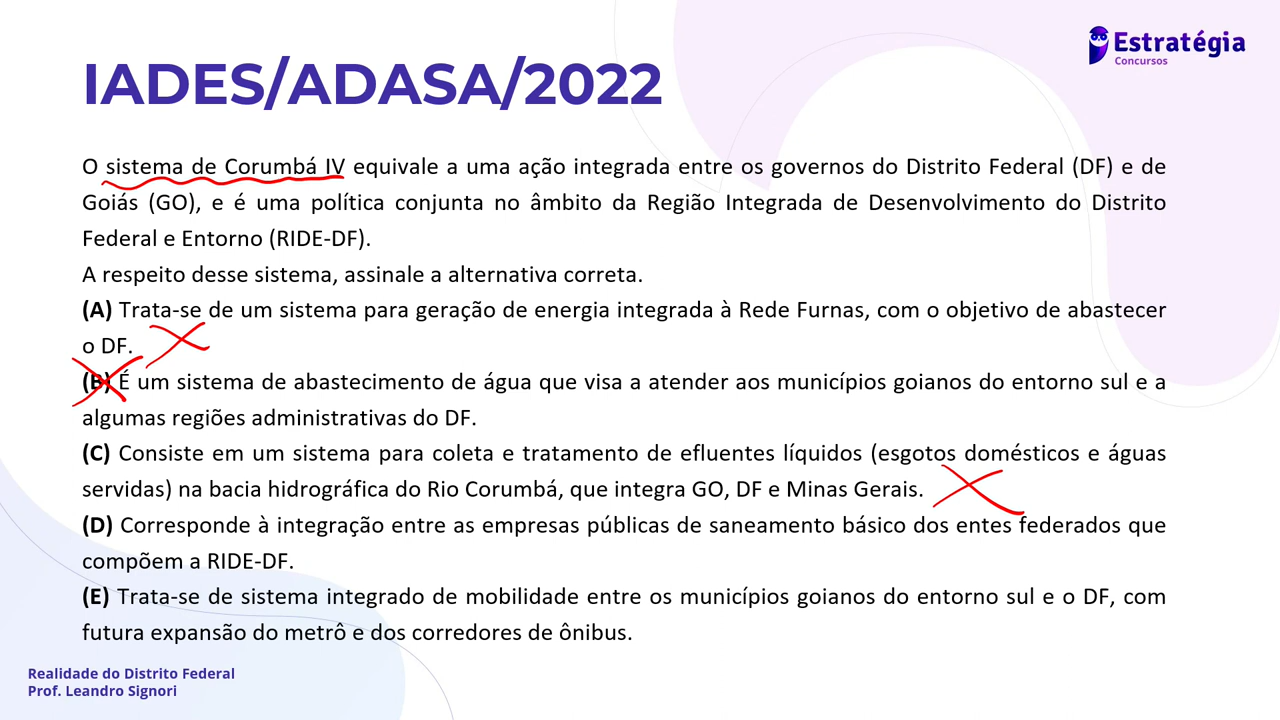 Estratégia
Concursos
IADES/ADASA/2022
O sistema de Corumbá IV equivale a uma ação integrada entre os governos do Distrito Federal (DF) e de
Goiás (GO), e é uma política conjunta no âmbito da Região Integrada de Desenvolvimento do Distrito
Federal e Entorno (RIDE-DF).
A respeito desse sistema, assinale a alternativa correta.
(A) Trata-se de um sistema para geração de energia integrada à Rede Furnas, com o objetivo de abastecer
o DF.
(B) É um sistema de abastecimento de água que visa a atender aos municípios goianos do entorno sul e a
algumas regiões administrativas do DF.
(C) Consiste em um sistema para coleta e tratamento de efluentes líquidos (esgotos domésticos e águas
servidas) na bacia hidrográfica do Rio Corumbá, que integra GO, DF e Minas Gerais.
(D) Corresponde à integração entre as empresas públicas de saneamento básico dos entes federados que
compõem a RIDE-DF.
(E) Trata-se de sistema integrado de mobilidade entre os municípios goianos do entorno sul e o DF, com
futura expansão do metrô e dos corredores de ônibus.
Realidade do Distrito Federal
Prof. Leandro Signori